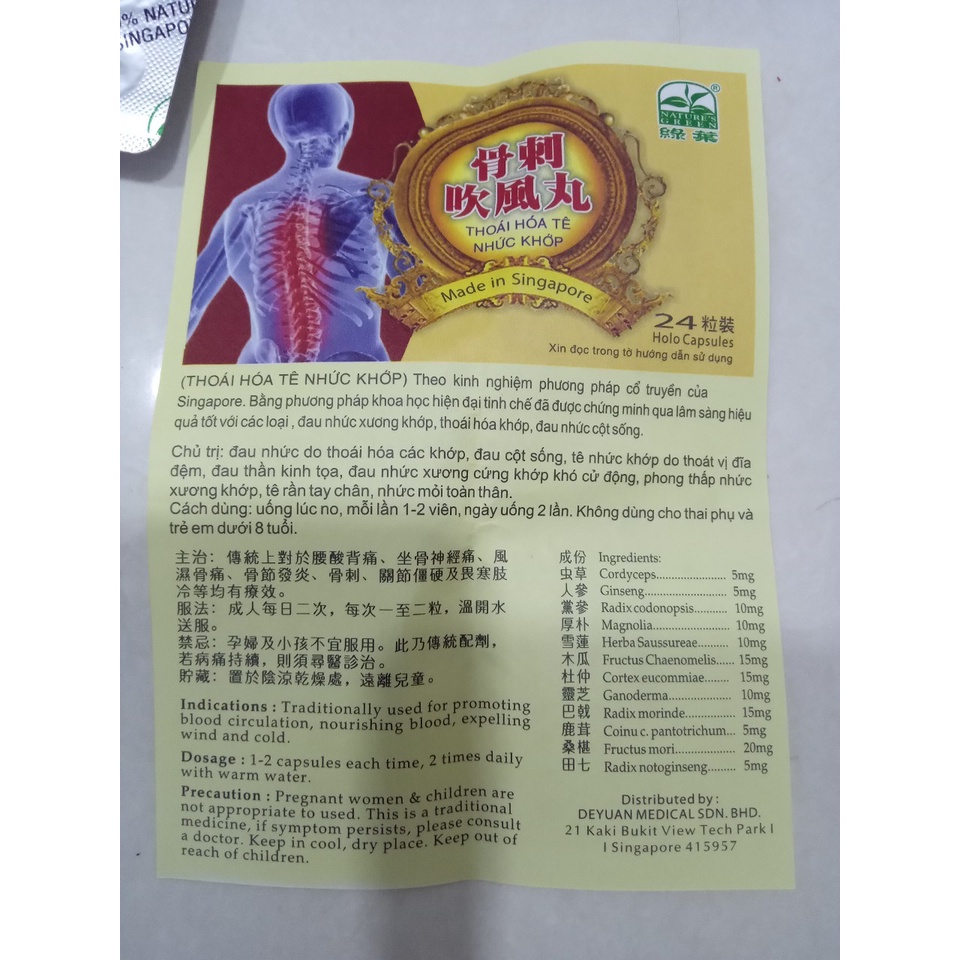 % NATU
SINGAPO
NATURE'S
GREEN
綠葉
骨刺
吹風丸
THOÁI HÓA TÊ
NHỨC KHỚP
Made in Singapore
24粒裝
Holo Capsules
Xin đọc trong tờ hướng dẫn sử dụng
(THOÁI HÓA TÊ NHỨC KHỚP) Theo kinh nghiệm phương pháp cổ truyền của
Singapore. Bằng phương pháp khoa học hiện đại tinh chế đã được chứng minh qua lâm sàng hiệu
quả tốt với các loại , đau nhức xương khớp, thoái hóa khớp, đau nhức cột sống.
Chủ trị: đau nhức do thoái hóa các khớp, đau cột sống, tê nhức khớp do thoát vị đĩa
đệm, đau thần kinh tọa, đau nhức xương cứng khớp khó cử động, phong thấp nhức
xương khớp, tê rần tay chân, nhức mỏi toàn thân.
Cách dùng: uống lúc no, mỗi lần 1-2 viên, ngày uống 2 lần. Không dùng cho thai phụ và
trẻ em dưới 8 tuổi.
主治：傳統上對於腰酸背痛、坐骨神經痛、風
濕骨痛、骨節發炎、骨刺、關節僵硬及畏寒肢
冷等均有療效。
服法：成人每日二次，每次一至二粒，溫開水
送服。
禁忌：孕婦及小孩不宜服用。此乃傳統配劑，
若病痛持續，則須尋醫診治。
貯藏：置於陰涼乾燥處，遠離兒童。
Indications : Traditionally used for promoting
blood circulation, nourishing blood, expelling
wind and cold.
Dosage : 1-2 capsules each time, 2 times daily
with warm water.
Precaution : Pregnant women & children are
not appropriate to used. This is a traditional
medicine, if symptom persists, please consult
a doctor. Keep in cool, dry place. Keep out of
reach of children.
成份 Ingredients:
虫草 Cordyceps....................... 5mg
人參 Ginseng........................... 5mg
黨參 Radix codonopsis............. 10mg
厚朴 Magnolia......................... 10mg
雪蓮 Herba Saussureae.......... 10mg
木瓜 Fructus Chaenomelis...... 15mg
杜仲 Cortex eucommiae........ 15mg
靈芝 Ganoderma.................... 10mg
巴戟 Radix morinde................ 15mg
鹿茸 Coinu c. pantotrichum... 5mg
桑椹 Fructus mori.................... 20mg
田七 Radix notoginseng......... 5mg
Distributed by :
DEYUAN MEDICAL SDN. BHD.
21 Kaki Bukit View Tech Park I
I Singapore 415957